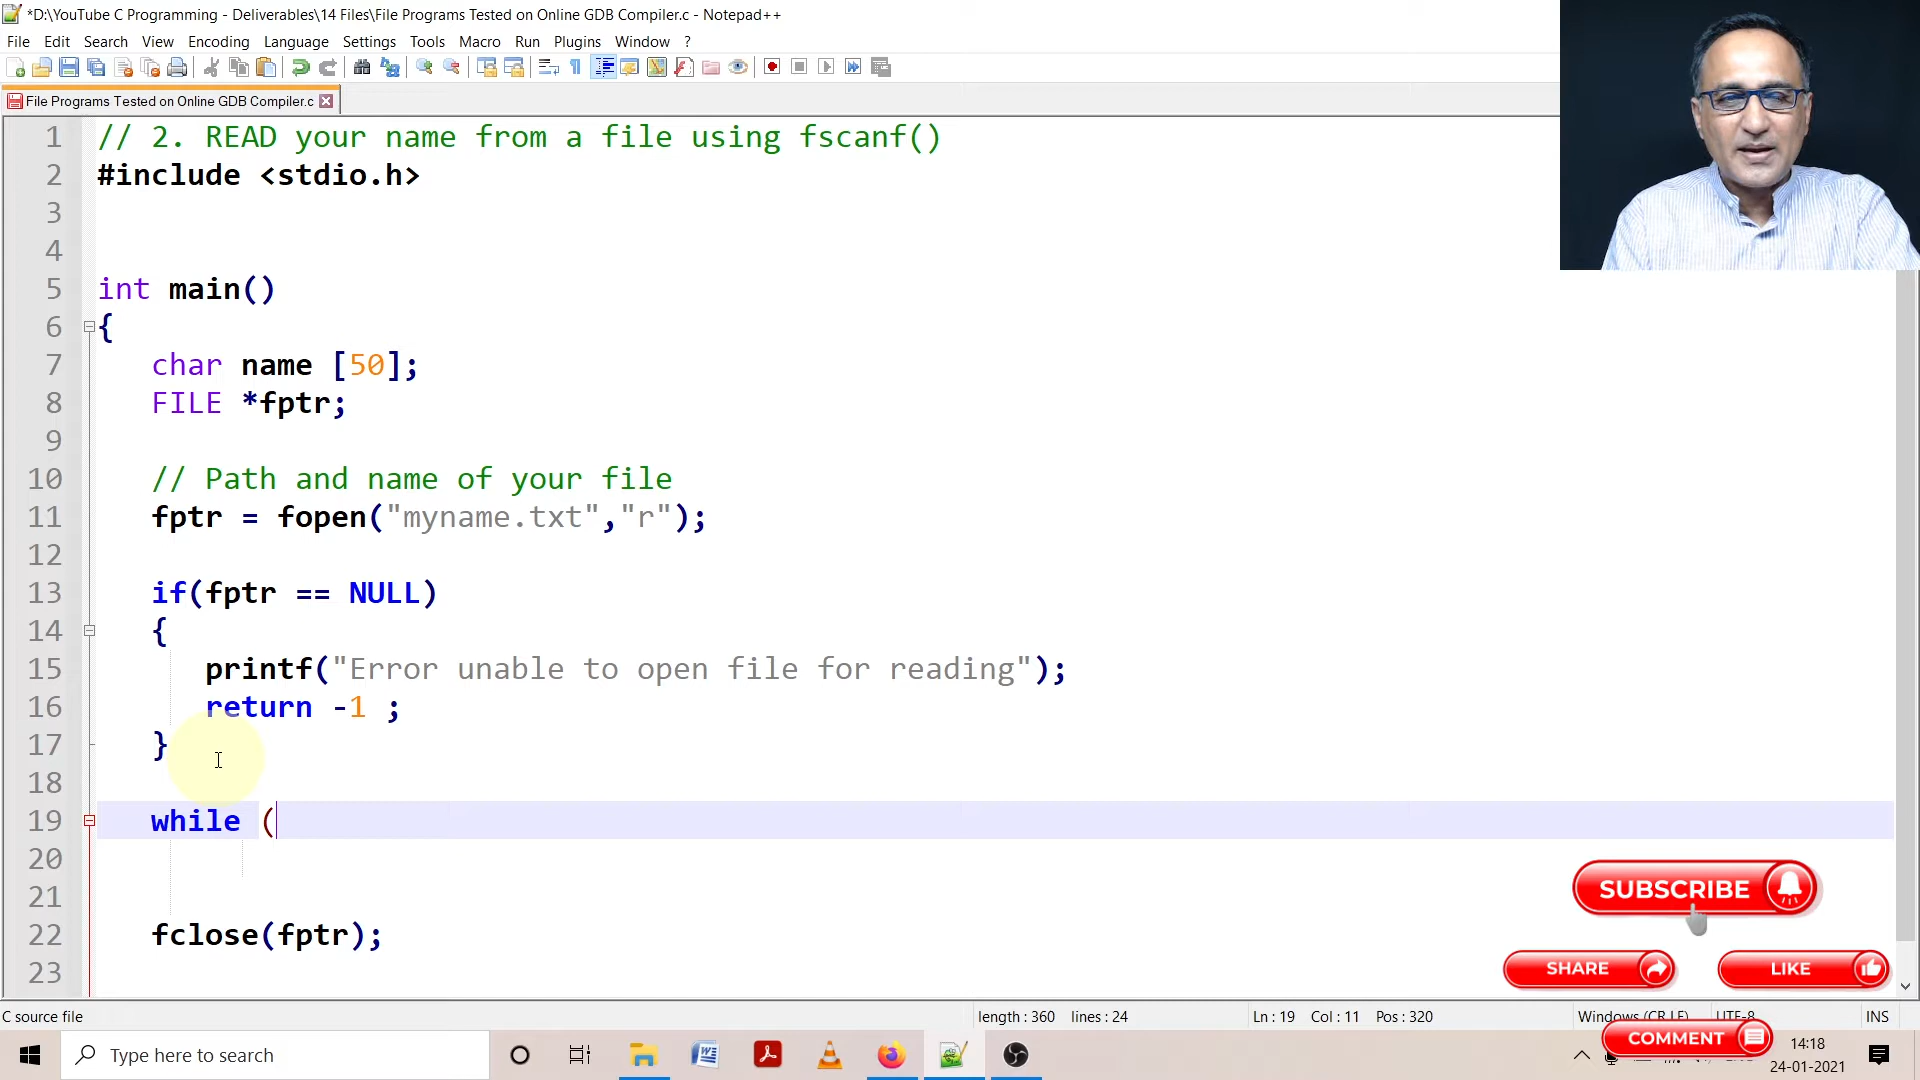 *D:\YouTube C Programming - Deliverables\14 Files\File Programs Tested on Online GDB Compiler.c - Notepad++
File Edit Search View Encoding Language Settings Tools Macro Run Plugins Window ?
File Programs Tested on Online GDB Compiler.c
1 // 2. READ your name from a file using fscanf()
2 #include <stdio.h>
3
4
5 int main()
6 {
7 char name [50];
8 FILE *fptr;
9
10 // Path and name of your file
11 fptr = fopen("myname.txt","r");
12
13 if(fptr == NULL)
14 {
15 printf("Error unable to open file for reading");
16 return -1 ;
17 }
18
19 while (
20
21
22 fclose(fptr);
23
SUBSCRIBE
SHARE LIKE
C source file length : 360 lines : 24 Ln : 19 Col : 11 Pos : 320 Windows (CR LF) UTF-8 INS
COMMENT
Type here to search 14:18
24-01-2021